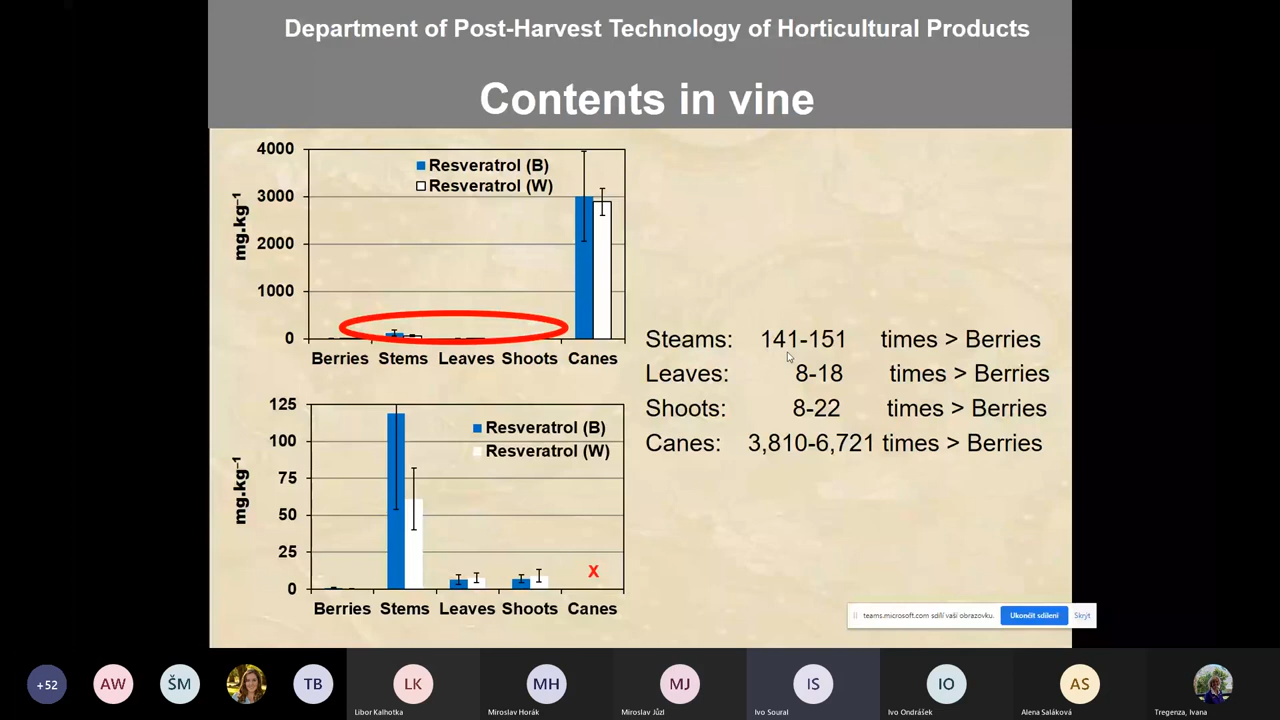 Department of Post-Harvest Technology of Horticultural Products
Contents in vine
4000
3000
2000
1000
0
mg.kg⁻¹
Resveratrol (B)
Resveratrol (W)
Berries Stems Leaves Shoots Canes
125
100
75
50
25
0
mg.kg⁻¹
Resveratrol (B)
Resveratrol (W)
X
Berries Stems Leaves Shoots Canes
Steams: 141-151 times > Berries
Leaves: 8-18 times > Berries
Shoots: 8-22 times > Berries
Canes: 3,810-6,721 times > Berries
teams.microsoft.com sdílí vaši obrazovku. Ukončit sdílení Skrýt
+52 AW ŠM TB LK MH MJ IS IO AS
Libor Kalhotka Miroslav Horák Miroslav Jůzl Ivo Soural Ivo Ondrášek Alena Saláková Tregenza, Ivana